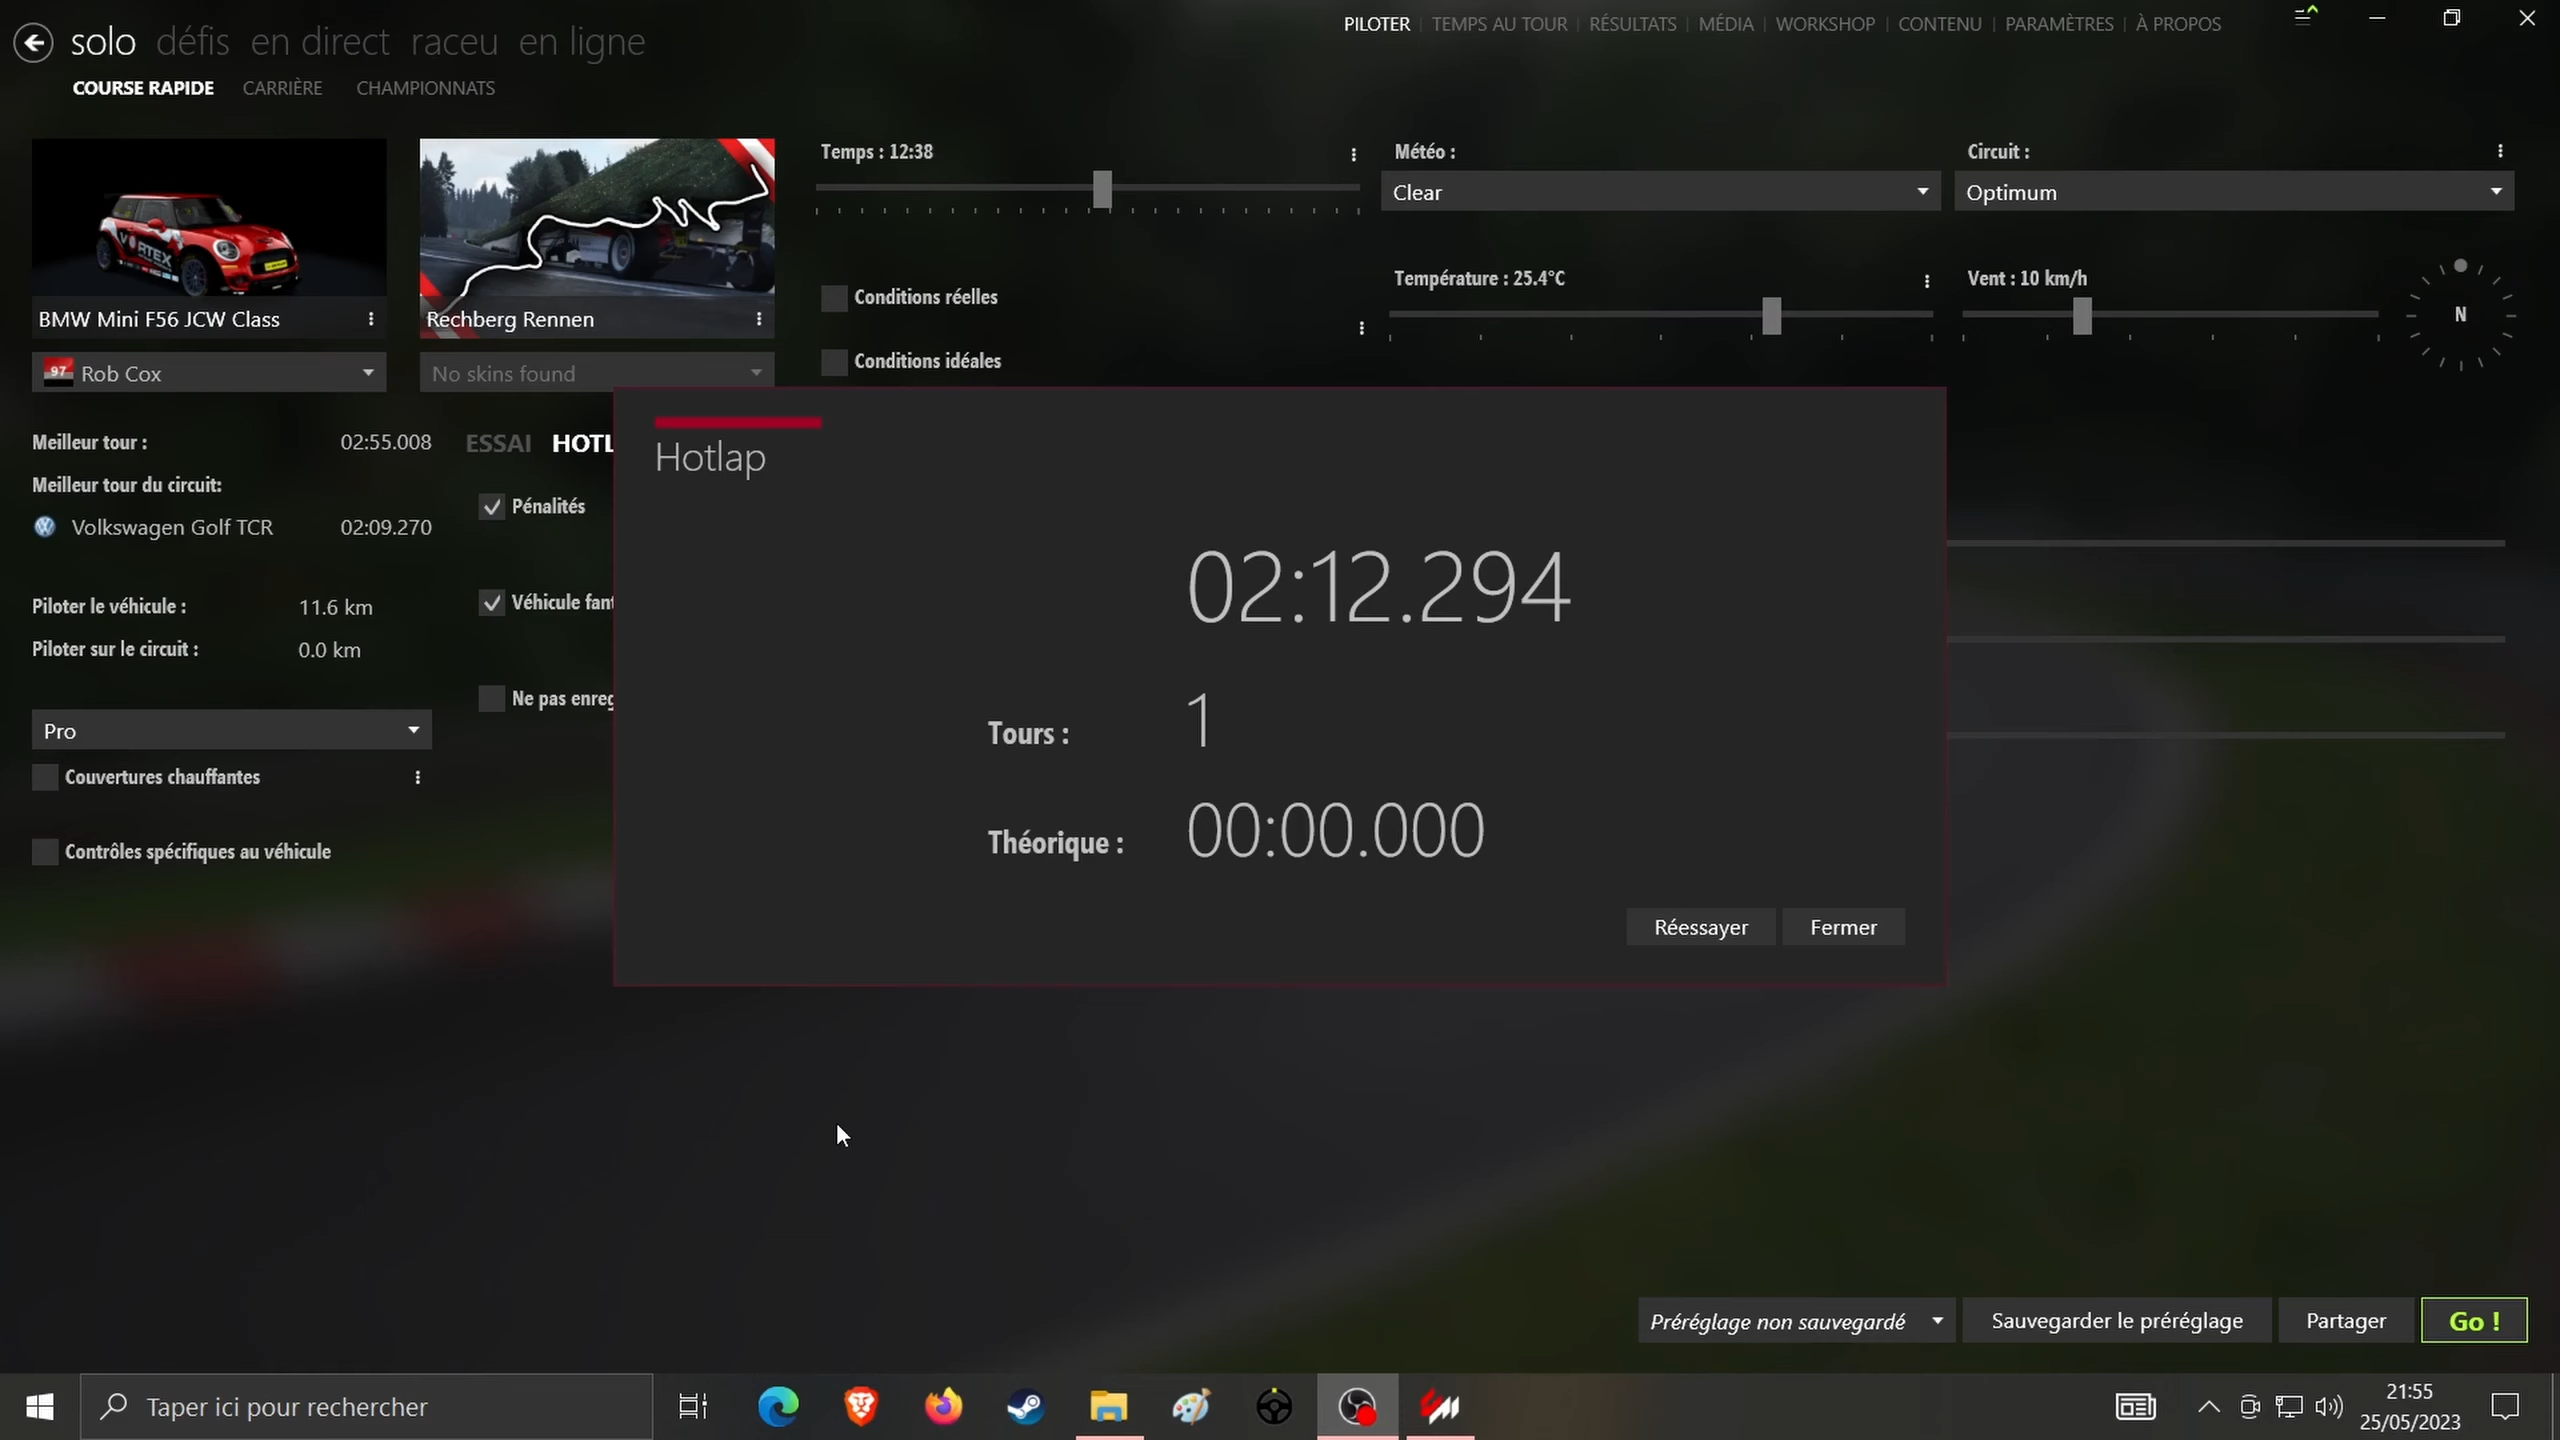 solo défis en direct raceu en ligne
PILOTER TEMPS AU TOUR RÉSULTATS MÉDIA WORKSHOP CONTENU PARAMÈTRES À PROPOS
COURSE RAPIDE CARRIÈRE CHAMPIONNATS
VORTEX
BMW Mini F56 JCW Class
Rechberg Rennen
97 Rob Cox
No skins found
Temps : 12:38
Météo :
Clear
Circuit :
Optimum
Conditions réelles
Conditions idéales
Température : 25.4°C
Vent : 10 km/h
N
Meilleur tour : 02:55.008
Meilleur tour du circuit:
Volkswagen Golf TCR 02:09.270
Piloter le véhicule : 11.6 km
Piloter sur le circuit : 0.0 km
Pro
Couvertures chauffantes
Contrôles spécifiques au véhicule
ESSAI HOTL
Pénalités
Véhicule fant
Ne pas enreg
Hotlap
02:12.294
Tours : 1
Théorique : 00:00.000
Réessayer Fermer
Préréglage non sauvegardé Sauvegarder le préréglage Partager Go !
Taper ici pour rechercher
21:55
25/05/2023